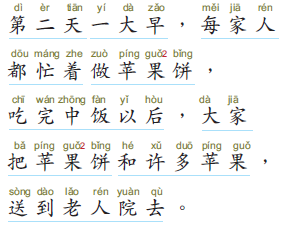 dì èr tiān yí dà zǎo měi jiā rén
第二天一大早，每家人
dōu máng zhe zuò píng guǒ2 bǐng
都忙着做苹果饼，
chī wán zhōng fàn yǐ hòu dà jiā
吃完中饭以后，大家
bǎ píng guǒ2 bǐng hé xǔ duō píng guǒ
把苹果饼和许多苹果，
sòng dào lǎo rén yuàn qù
送到老人院去。